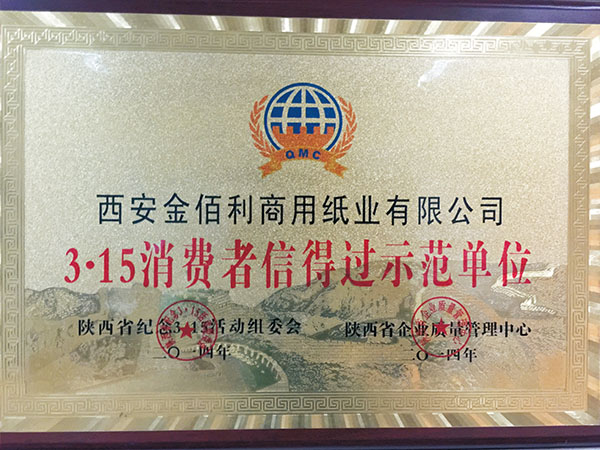 QMC
西安金佰利商用纸业有限公司
3·15消费者信得过示范单位
陕西省纪念3·15活动组委会 陕西省企业质量管理中心
二〇一四年 二〇一四年